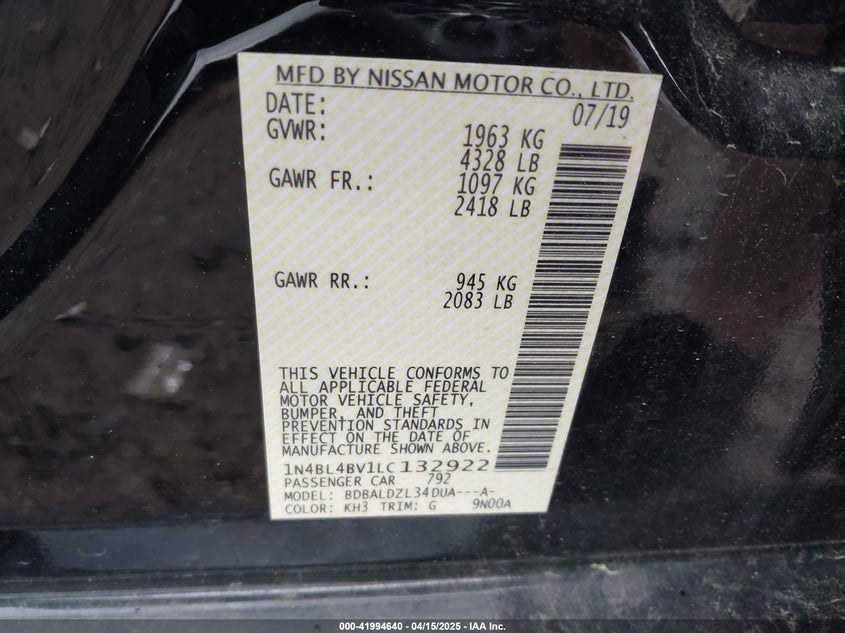 MFD BY NISSAN MOTOR CO., LTD.
DATE: 07/19
GVWR: 1963 KG
4328 LB
GAWR FR.: 1097 KG
2418 LB
GAWR RR.: 945 KG
2083 LB
THIS VEHICLE CONFORMS TO
ALL APPLICABLE FEDERAL
MOTOR VEHICLE SAFETY,
BUMPER, AND THEFT
PREVENTION STANDARDS IN
EFFECT ON THE DATE OF
MANUFACTURE SHOWN ABOVE.
1N4BL4BV1LC132922
PASSENGER CAR 792
MODEL: BDBALDZL34DUA---A-
COLOR: KH3 TRIM: G 9N00A
000-41994640 - 04/15/2025 - IAA Inc.